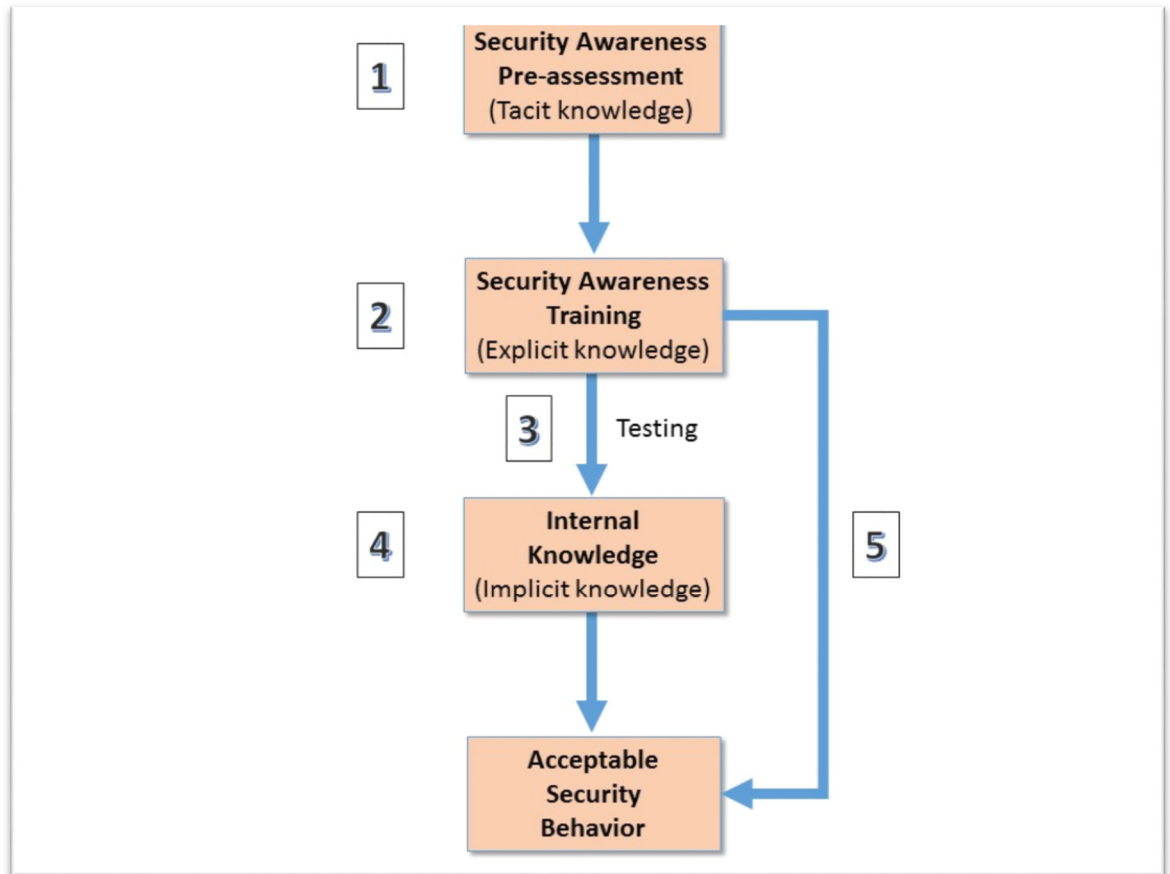 1
Security Awareness
Pre-assessment
(Tacit knowledge)
2
Security Awareness
Training
(Explicit knowledge)
3
Testing
4
Internal
Knowledge
(Implicit knowledge)
5
Acceptable
Security
Behavior